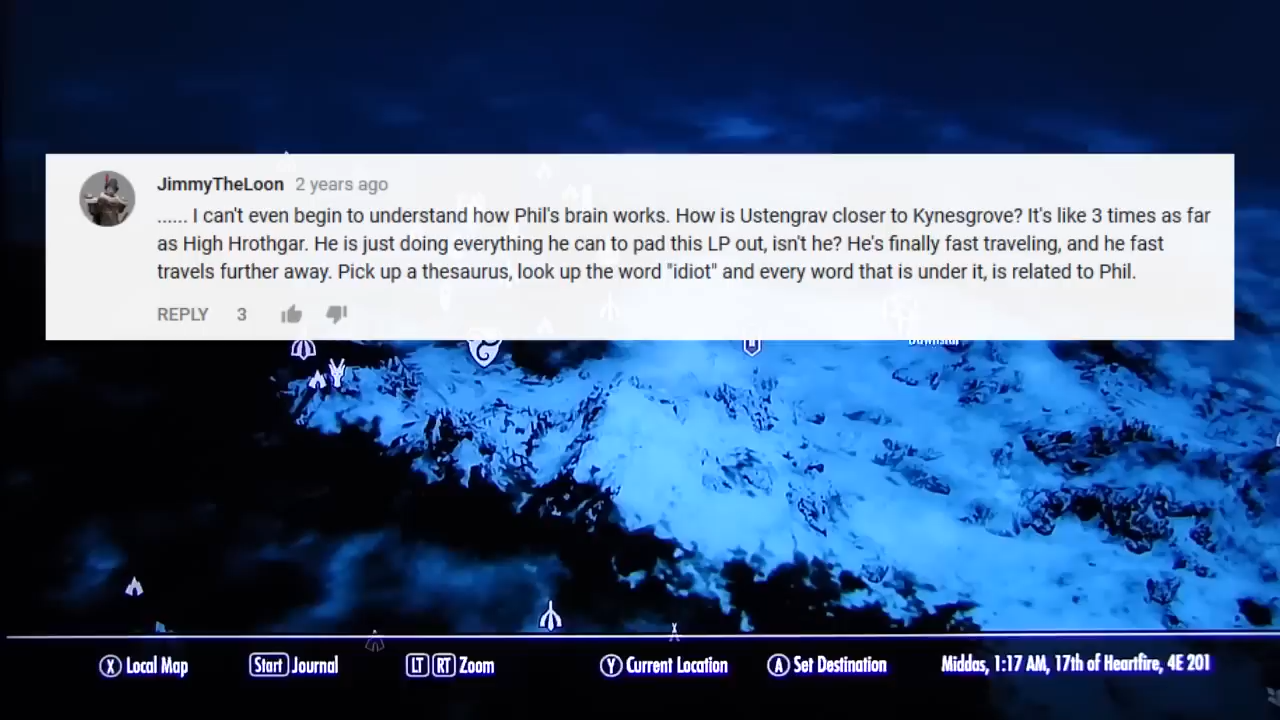 JimmyTheLoon 2 years ago
...... I can't even begin to understand how Phil's brain works. How is Ustengrav closer to Kynesgrove? It's like 3 times as far
as High Hrothgar. He is just doing everything he can to pad this LP out, isn't he? He's finally fast traveling, and he fast
travels further away. Pick up a thesaurus, look up the word "idiot" and every word that is under it, is related to Phil.
REPLY 3
X Local Map Start Journal LT RT Zoom Y Current Location A Set Destination Middas, 1:17 AM, 17th of Heartfire, 4E 201